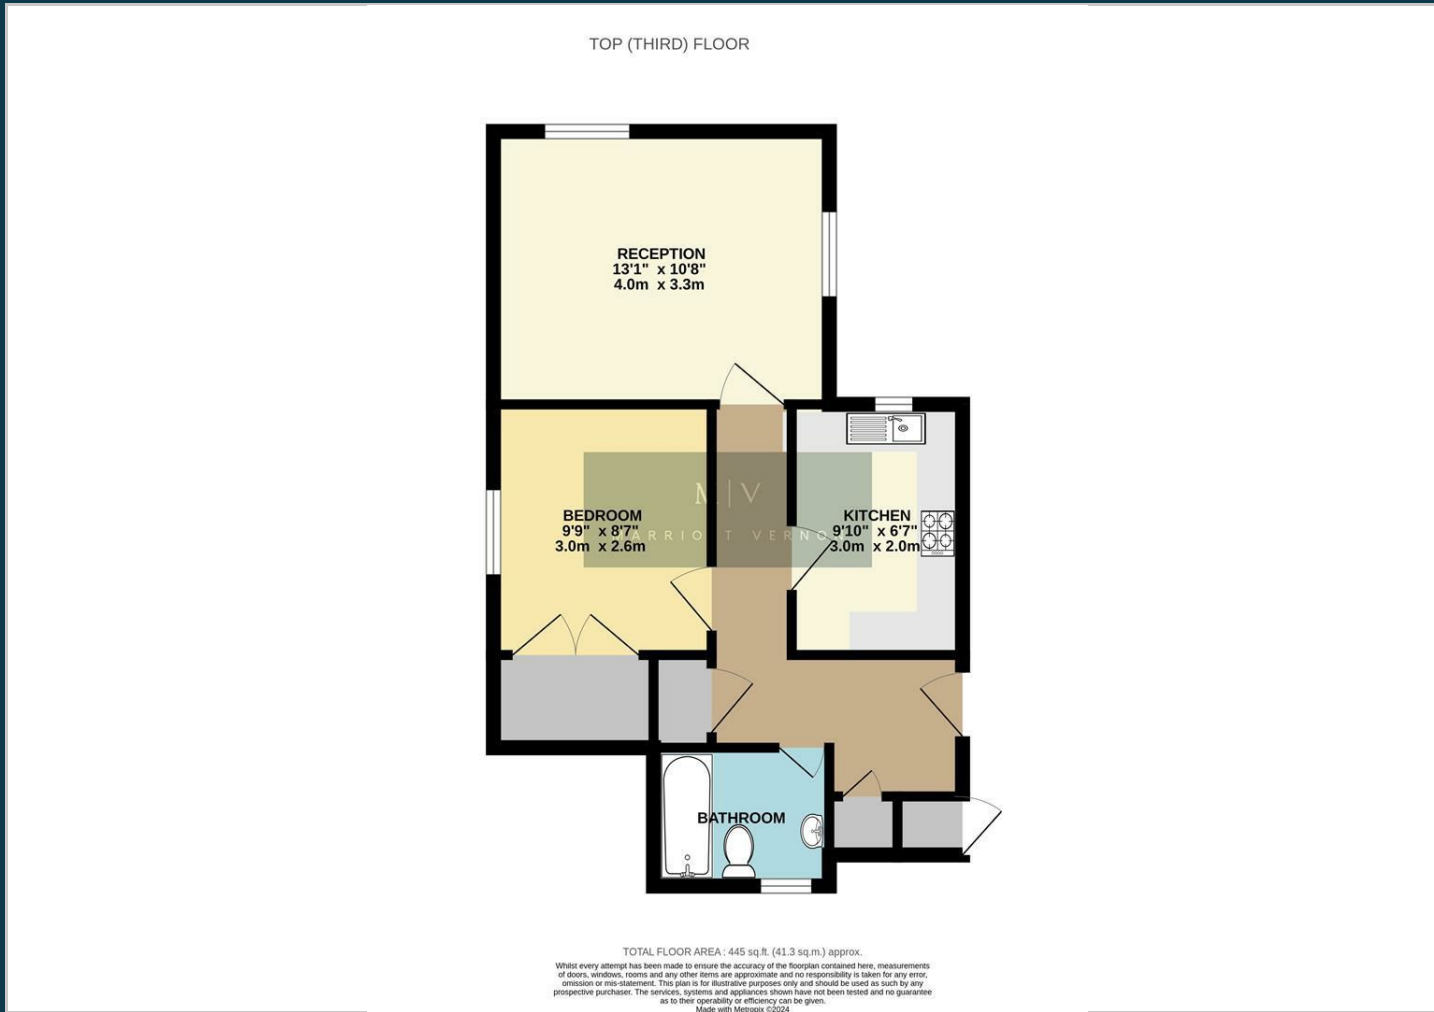 TOP (THIRD) FLOOR
RECEPTION
13'1" x 10'8"
4.0m x 3.3m
BEDROOM
9'9" x 8'7"
3.0m x 2.6m
KITCHEN
9'10" x 6'7"
3.0m x 2.0m
M|V
MARRIOTT VERNON
BATHROOM
TOTAL FLOOR AREA : 445 sq.ft. (41.3 sq.m.) approx.
Whilst every attempt has been made to ensure the accuracy of the floorplan contained here, measurements
of doors, windows, rooms and any other items are approximate and no responsibility is taken for any error,
omission or mis-statement. This plan is for illustrative purposes only and should be used as such by any
prospective purchaser. The services, systems and appliances shown have not been tested and no guarantee
as to their operability or efficiency can be given.
Made with Metropix ©2024